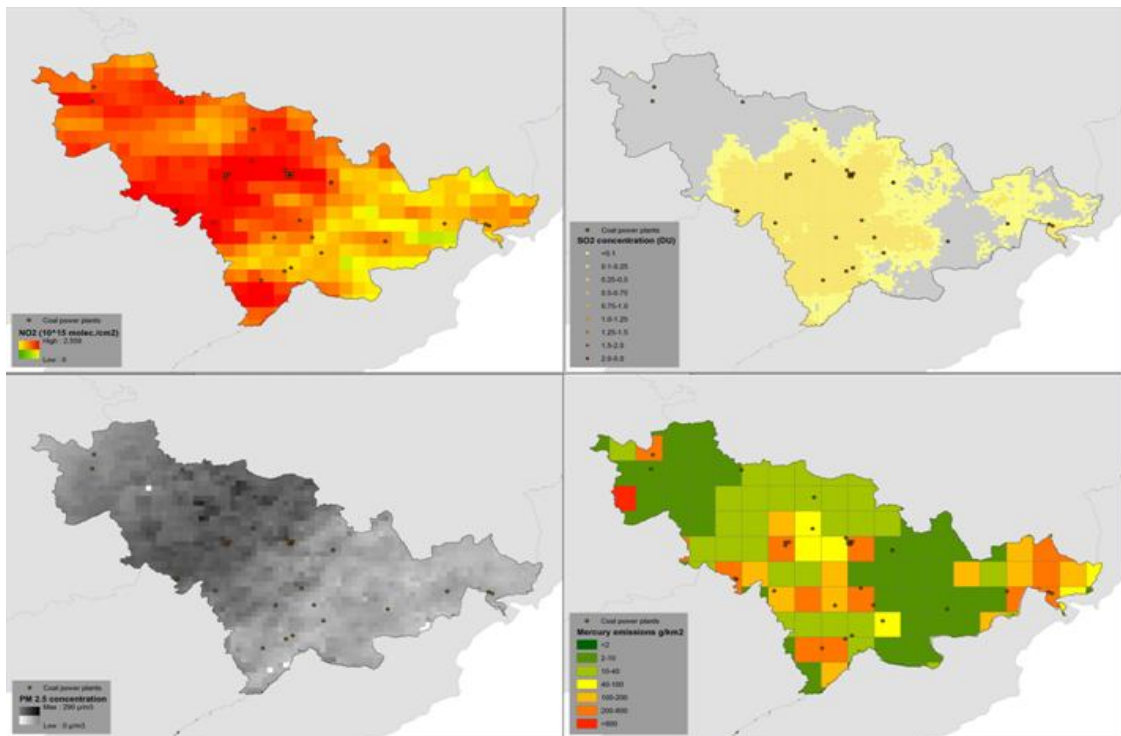 Coal power plants
NO2 (10^15 molec./cm2)
High : 2,559
Low : 0
Coal power plants
SO2 concentration (DU)
<0.1
0.1-0.25
0.25-0.5
0.5-0.75
0.75-1.0
1.0-1.25
1.25-1.5
1.5-2.0
2.0-5.0
Coal power plants
PM 2.5 concentration
Max : 290 µ/m3
Low : 0 µ/m3
Coal power plants
Mercury emissions g/km2
<2
2-10
10-40
40-100
100-200
200-800
>800